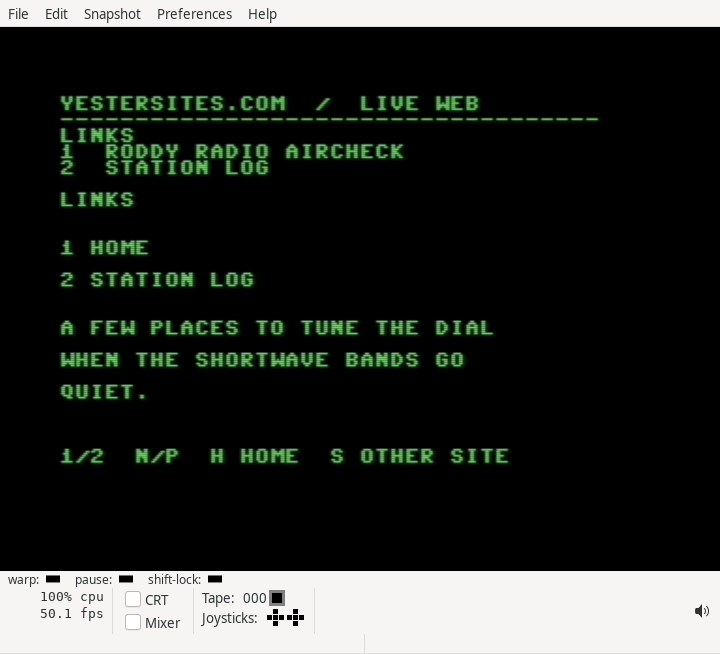 File Edit Snapshot Preferences Help
YESTERSITES.COM / LIVE WEB
------------------------------------
LINKS
1 RODDY RADIO AIRCHECK
2 STATION LOG
LINKS
1 HOME
2 STATION LOG
A FEW PLACES TO TUNE THE DIAL
WHEN THE SHORTWAVE BANDS GO
QUIET.
1/2 N/P H HOME S OTHER SITE
warp: pause: shift-lock:
100% cpu
50.1 fps
CRT
Mixer
Tape: 000
Joysticks: